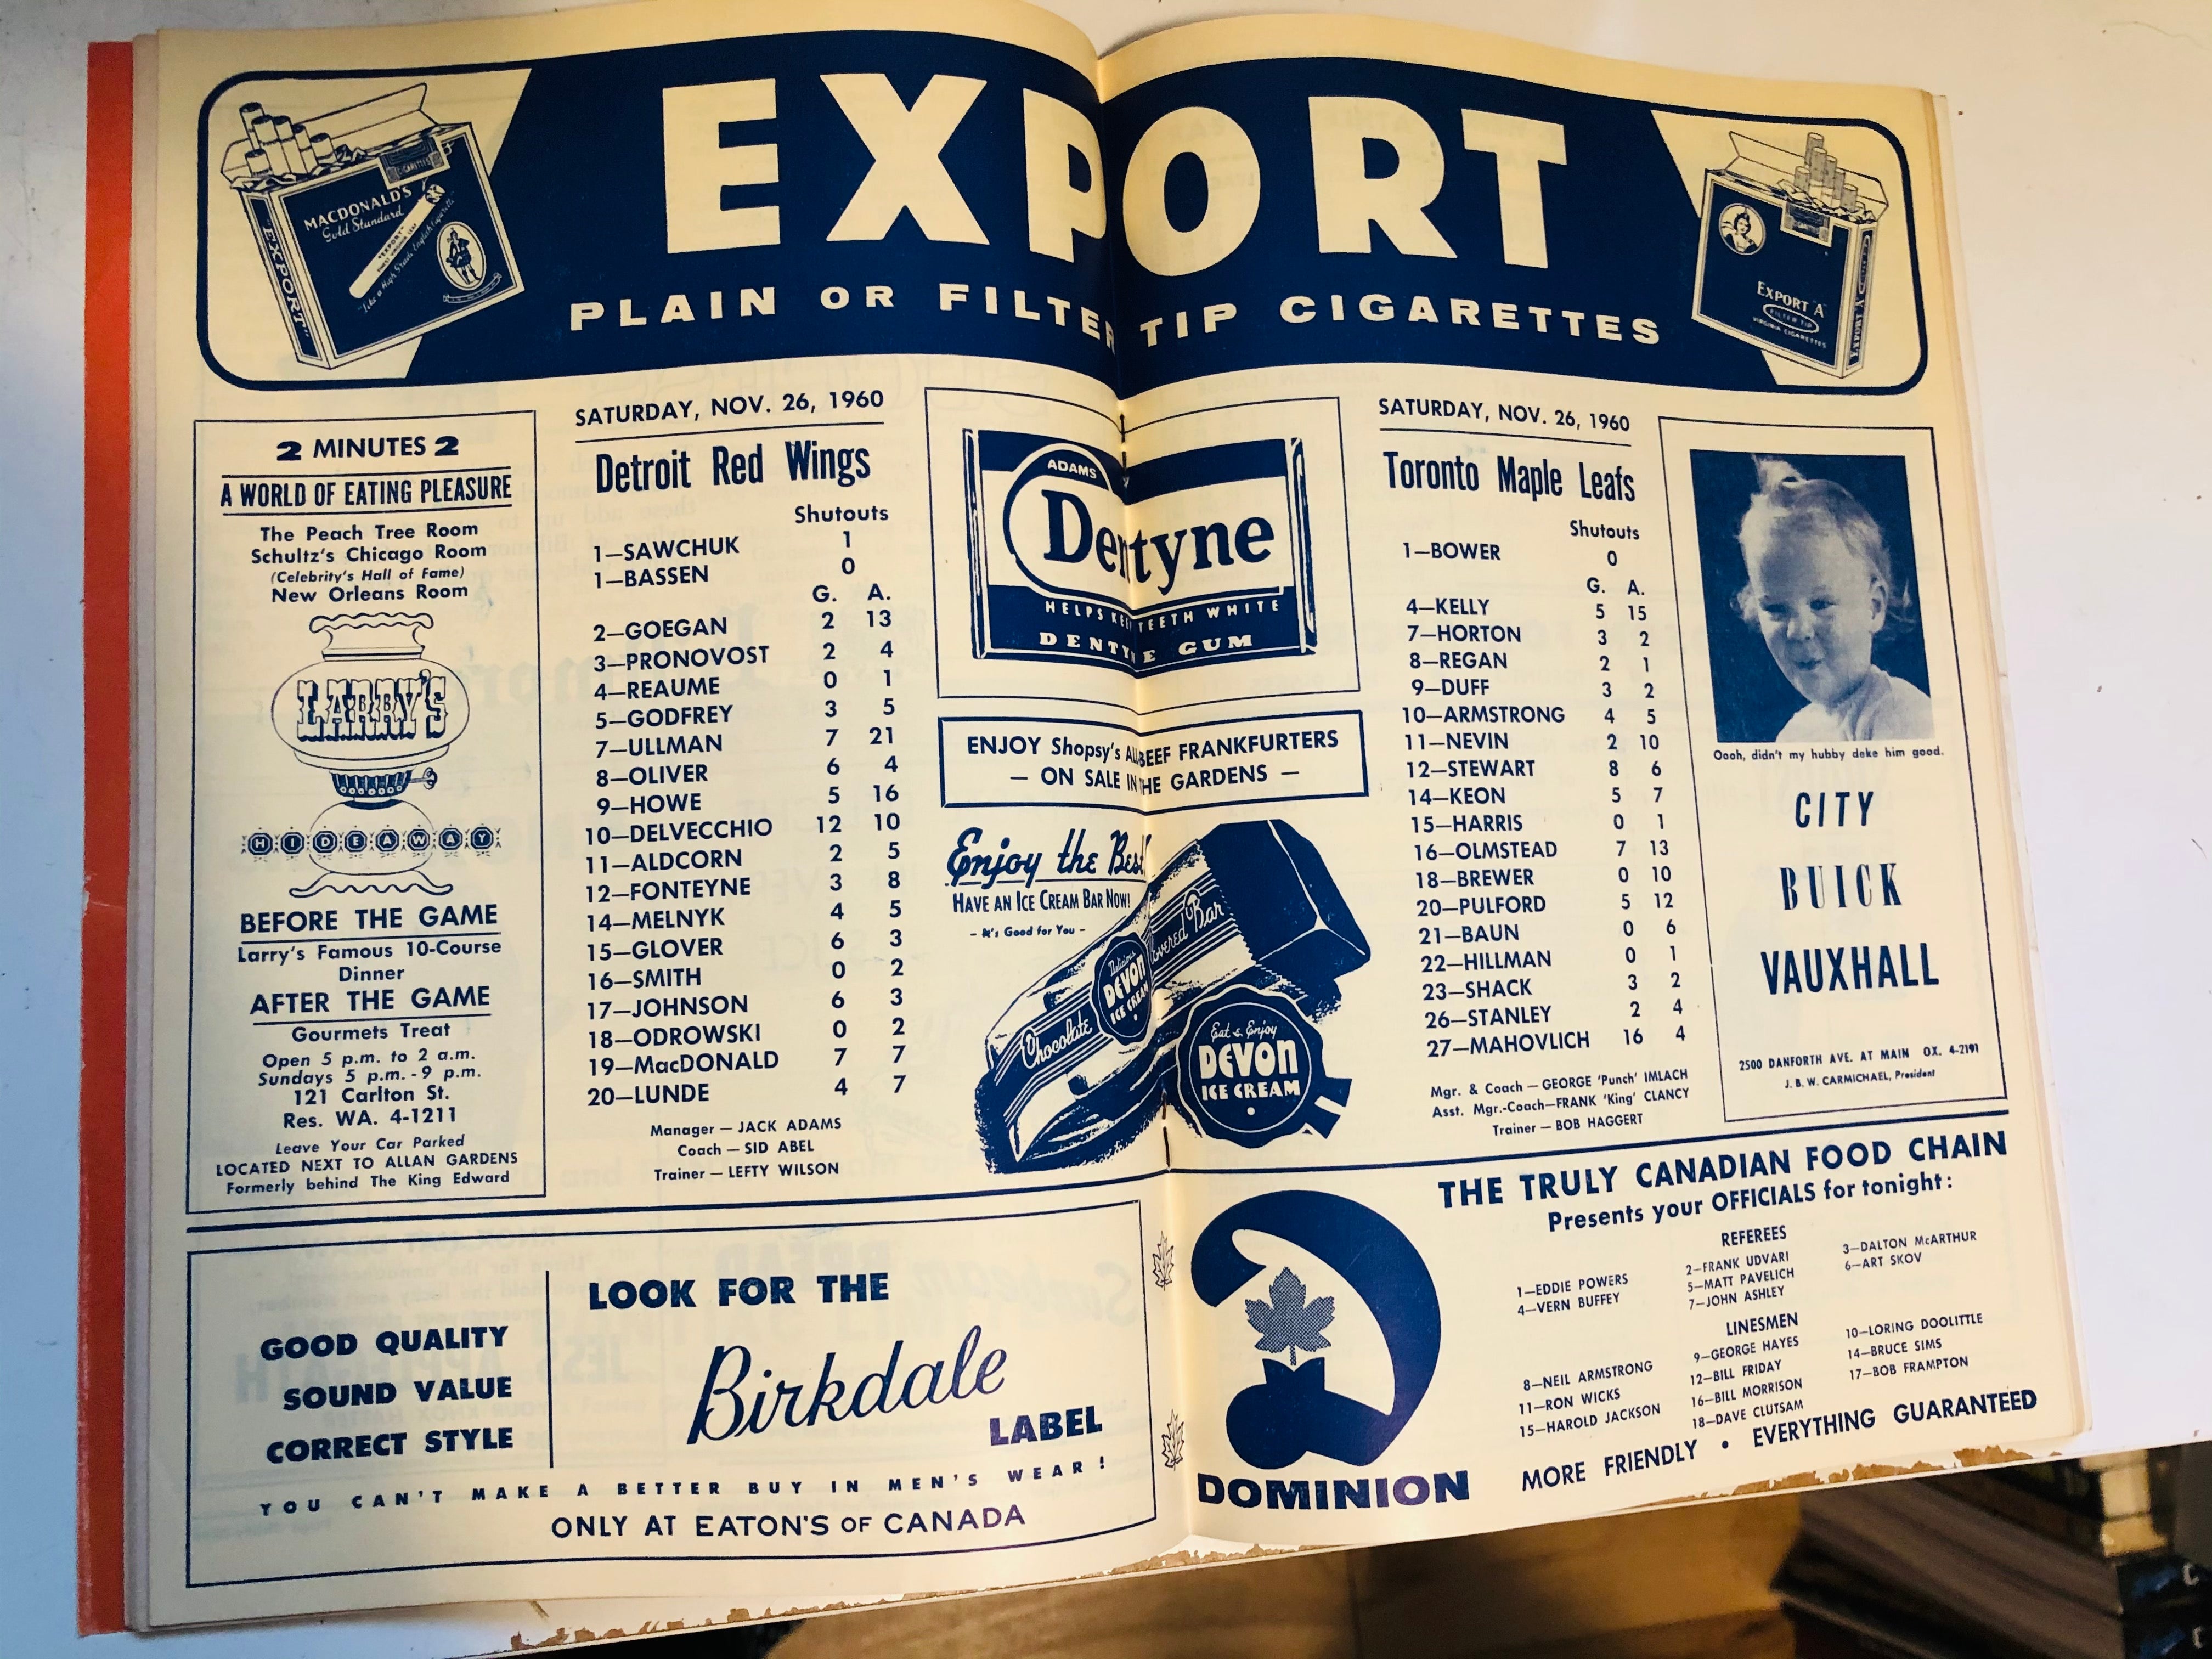 EXPORT
PLAIN OR FILTER TIP CIGARETTES
MACDONALD'S
Gold Standard
"EXPORT"
CIGARETTES
"EXPORT"
EXPORT "A"
FILTER TIP
VIRGINIA CIGARETTES
EXPORT "A"
2 MINUTES 2
A WORLD OF EATING PLEASURE
The Peach Tree Room
Schultz's Chicago Room
(Celebrity's Hall of Fame)
New Orleans Room
LARRY'S
HIDEAWAY
BEFORE THE GAME
Larry's Famous 10-Course
Dinner
AFTER THE GAME
Gourmets Treat
Open 5 p.m. to 2 a.m.
Sundays 5 p.m.-9 p.m.
121 Carlton St.
Res. WA. 4-1211
Leave Your Car Parked
LOCATED NEXT TO ALLAN GARDENS
Formerly behind The King Edward
SATURDAY, NOV. 26, 1960
Detroit Red Wings
Shutouts
1—SAWCHUK 1
1—BASSEN 0
G. A.
2—GOEGAN 2 13
3—PRONOVOST 2 4
4—REAUME 0 1
5—GODFREY 3 5
7—ULLMAN 7 21
8—OLIVER 6 4
9—HOWE 5 16
10—DELVECCHIO 12 10
11—ALDCORN 2 5
12—FONTEYNE 3 8
14—MELNYK 4 5
15—GLOVER 6 3
16—SMITH 0 2
17—JOHNSON 6 3
18—ODROWSKI 0 2
19—MacDONALD 7 7
20—LUNDE 4 7
Manager — JACK ADAMS
Coach — SID ABEL
Trainer — LEFTY WILSON
ADAMS
Dentyne
HELPS KEEP TEETH WHITE
DENTYNE GUM
ENJOY Shopsy's ALL BEEF FRANKFURTERS
— ON SALE IN THE GARDENS —
Enjoy the Best!
HAVE AN ICE CREAM BAR NOW!
- It's Good for You -
Chocolate Covered Bar
Delicious
DEVON
ICE CREAM
Eat & Enjoy
DEVON
ICE CREAM
SATURDAY, NOV. 26, 1960
Toronto Maple Leafs
Shutouts
1—BOWER 0
G. A.
4—KELLY 5 15
7—HORTON 3 2
8—REGAN 2 1
9—DUFF 3 2
10—ARMSTRONG 4 5
11—NEVIN 2 10
12—STEWART 8 6
14—KEON 5 7
15—HARRIS 0 1
16—OLMSTEAD 7 13
18—BREWER 0 10
20—PULFORD 5 12
21—BAUN 0 6
22—HILLMAN 0 1
23—SHACK 3 2
26—STANLEY 2 4
27—MAHOVLICH 16 4
Mgr. & Coach — GEORGE 'Punch' IMLACH
Asst. Mgr.-Coach—FRANK 'King' CLANCY
Trainer — BOB HAGGERT
Oooh, didn't my hubby deke him good.
CITY
BUICK
VAUXHALL
2500 DANFORTH AVE. AT MAIN OX. 4-2191
J. B. W. CARMICHAEL, President
GOOD QUALITY
SOUND VALUE
CORRECT STYLE
LOOK FOR THE
Birkdale
LABEL
YOU CAN'T MAKE A BETTER BUY IN MEN'S WEAR!
ONLY AT EATON'S OF CANADA
DOMINION
THE TRULY CANADIAN FOOD CHAIN
Presents your OFFICIALS for tonight:
REFEREES
1—EDDIE POWERS 2—FRANK UDVARI 3—DALTON McARTHUR
4—VERN BUFFEY 5—MATT PAVELICH 6—ART SKOV
7—JOHN ASHLEY
LINESMEN
8—NEIL ARMSTRONG 9—GEORGE HAYES 10—LORING DOOLITTLE
11—RON WICKS 12—BILL FRIDAY 14—BRUCE SIMS
15—HAROLD JACKSON 16—BILL MORRISON 17—BOB FRAMPTON
18—DAVE CLUTSAM
MORE FRIENDLY • EVERYTHING GUARANTEED